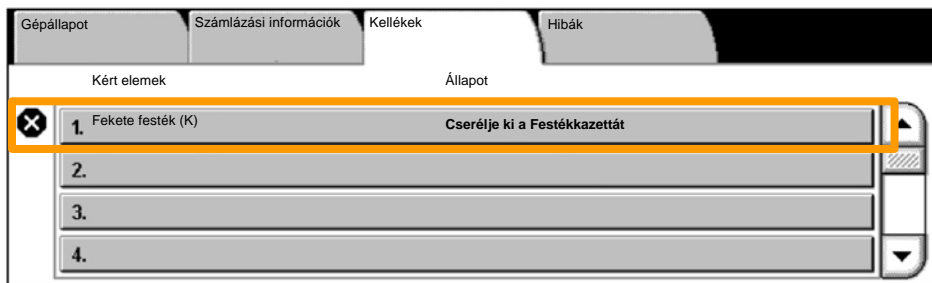 Gépállapot Számlázási információk Kellékek Hibák
Kért elemek Állapot
1. Fekete festék (K) Cserélje ki a Festékkazettát
2.
3.
4.